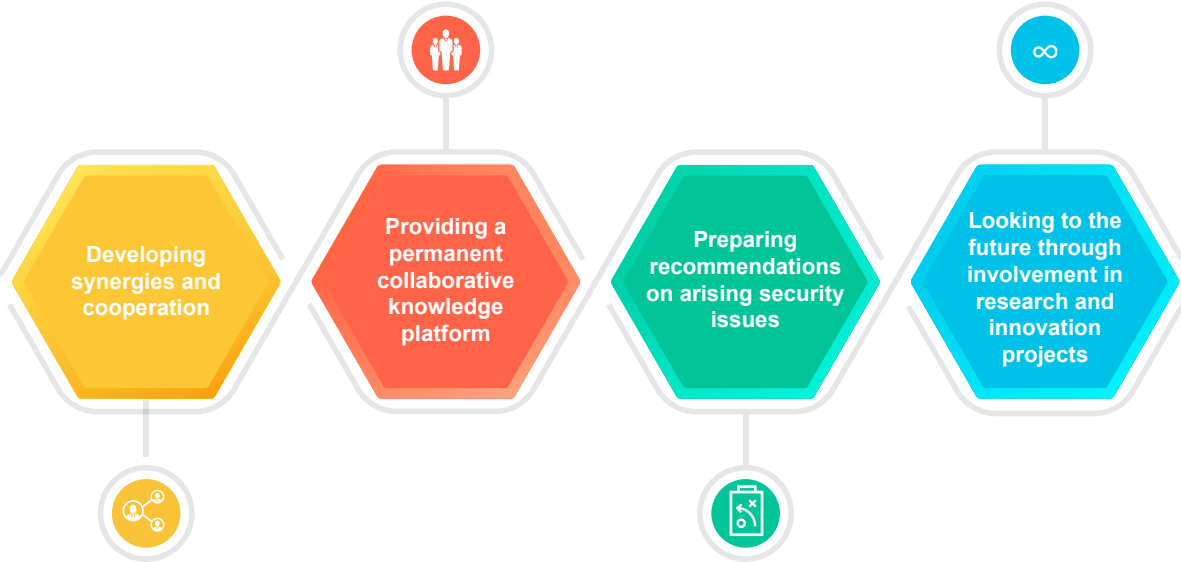 Developing
synergies and
cooperation
Providing a
permanent
collaborative
knowledge
platform
Preparing
recommendations
on arising security
issues
Looking to the
future through
involvement in
research and
innovation
projects
∞